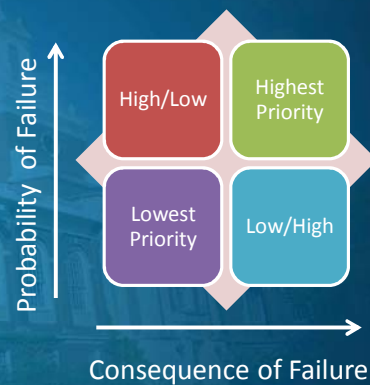 Probability of Failure
High/Low
Highest
Priority
Lowest
Priority
Low/High
Consequence of Failure